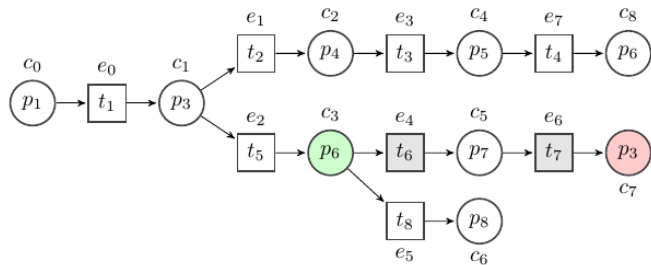 e₁ c₂ e₃ c₄ e₇ c₈
t₂ p₄ t₃ p₅ t₄ p₆
c₀ e₀ c₁
p₁ t₁ p₃
e₂ c₃ e₄ c₅ e₆
t₅ p₆ t₆ p₇ t₇ p₃
c₇
t₈ p₈
e₅ c₆